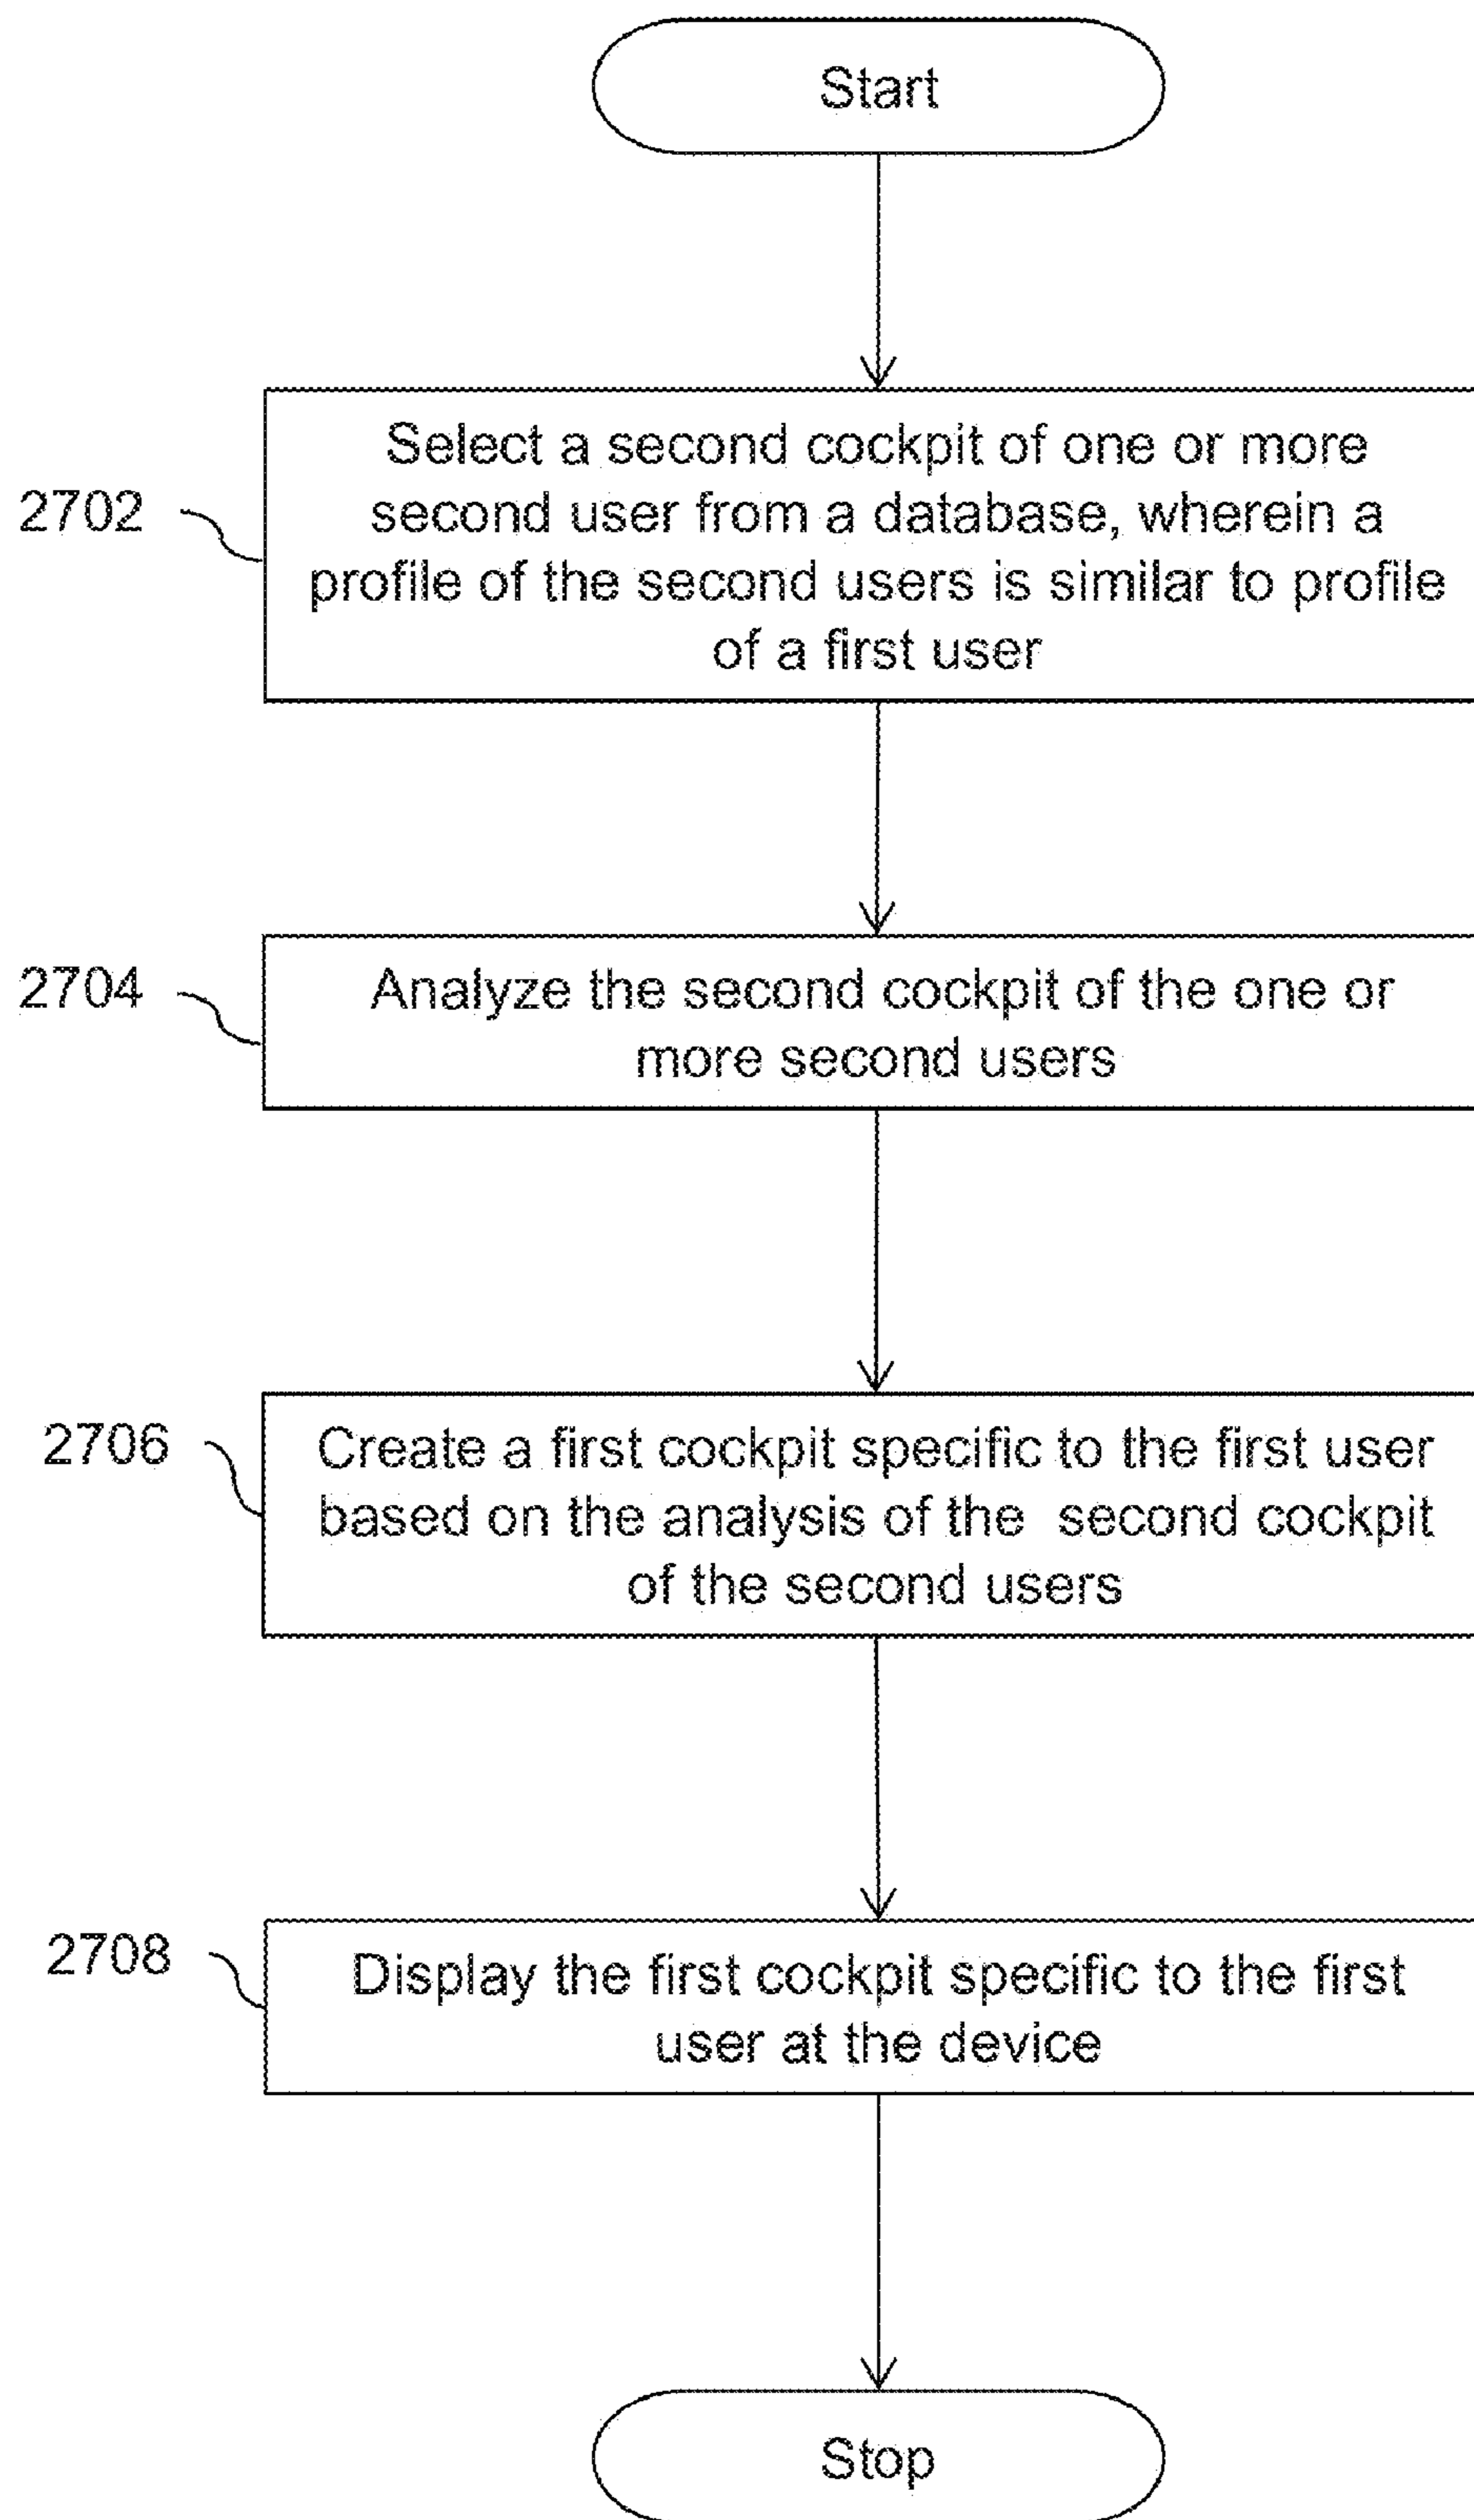 Start
2702
Select a second cockpit of one or more
second user from a database, wherein a
profile of the second users is similar to profile
of a first user
2704
Analyze the second cockpit of the one or
more second users
2706
Create a first cockpit specific to the first user
based on the analysis of the second cockpit
of the second users
2708
Display the first cockpit specific to the first
user at the device
Stop